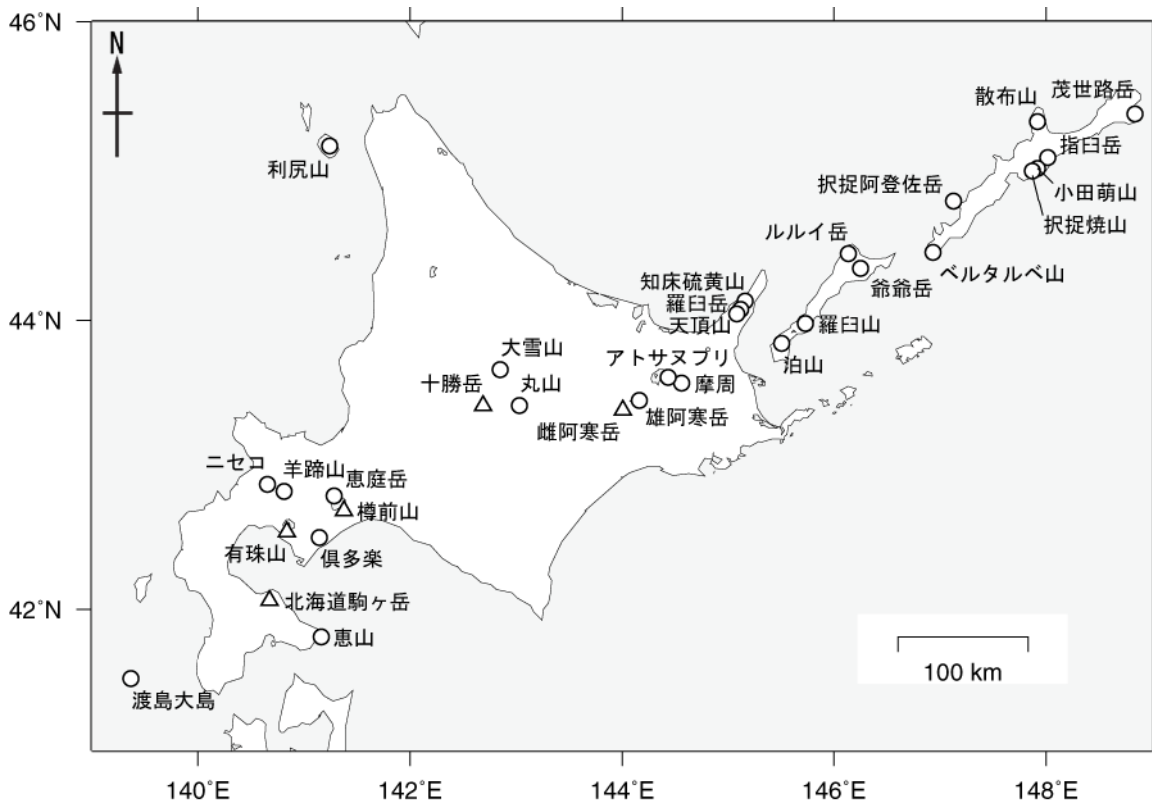 46°N
N
茂世路岳
散布山
指臼岳
利尻山
択捉阿登佐岳
小田萌山
択捉焼山
ルルイ岳
知床硫黄山
爺爺岳
ベルタルベ山
羅臼岳
44°N
天頂山
羅臼山
大雪山
アトサヌプリ
泊山
十勝岳
丸山
摩周
雌阿寒岳
雄阿寒岳
ニセコ
羊蹄山
恵庭岳
樽前山
有珠山
倶多楽
42°N
北海道駒ヶ岳
恵山
100 km
渡島大島
140°E
142°E
144°E
146°E
148°E